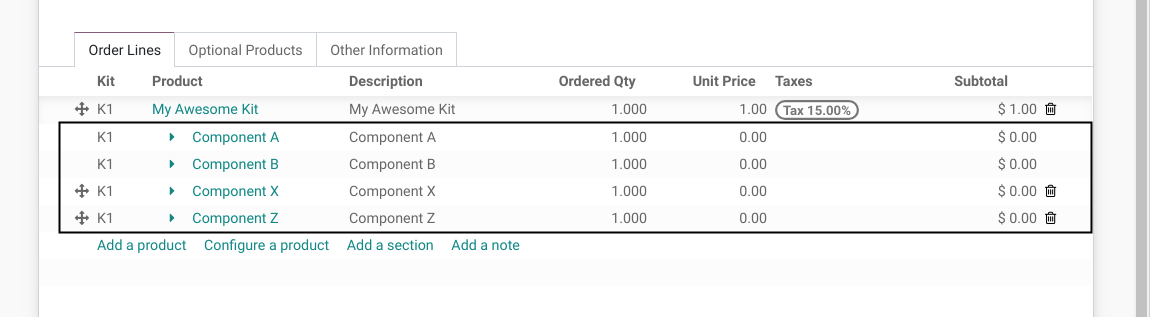 Order Lines Optional Products Other Information
Kit Product Description Ordered Qty Unit Price Taxes Subtotal
K1 My Awesome Kit My Awesome Kit 1.000 1.00 Tax 15.00% $ 1.00
K1 Component A Component A 1.000 0.00 $ 0.00
K1 Component B Component B 1.000 0.00 $ 0.00
K1 Component X Component X 1.000 0.00 $ 0.00
K1 Component Z Component Z 1.000 0.00 $ 0.00
Add a product Configure a product Add a section Add a note